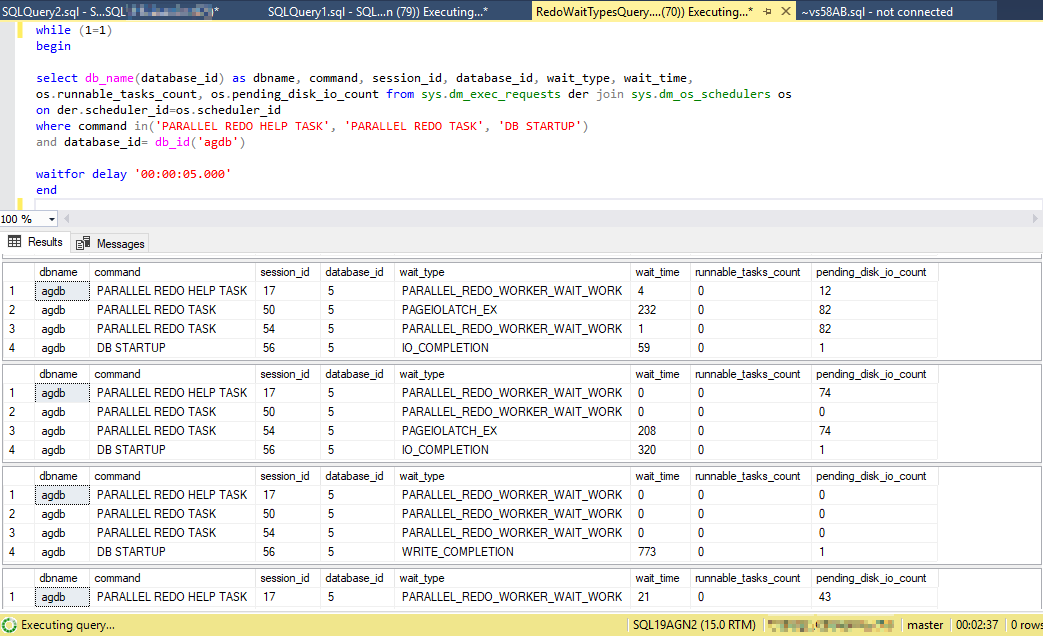 SQLQuery2.sql - S...SQL * SQLQuery1.sql - SQL...n (79)) Executing...* RedoWaitTypesQuery....(70)) Executing...* ~vs58AB.sql - not connected
while (1=1)
begin
select db_name(database_id) as dbname, command, session_id, database_id, wait_type, wait_time,
os.runnable_tasks_count, os.pending_disk_io_count from sys.dm_exec_requests der join sys.dm_os_schedulers os
on der.scheduler_id=os.scheduler_id
where command in('PARALLEL REDO HELP TASK', 'PARALLEL REDO TASK', 'DB STARTUP')
and database_id= db_id('agdb')
waitfor delay '00:00:05.000'
end
100 %
Results Messages
dbname command session_id database_id wait_type wait_time runnable_tasks_count pending_disk_io_count
1 agdb PARALLEL REDO HELP TASK 17 5 PARALLEL_REDO_WORKER_WAIT_WORK 4 0 12
2 agdb PARALLEL REDO TASK 50 5 PAGEIOLATCH_EX 232 0 82
3 agdb PARALLEL REDO TASK 54 5 PARALLEL_REDO_WORKER_WAIT_WORK 1 0 82
4 agdb DB STARTUP 56 5 IO_COMPLETION 59 0 1
dbname command session_id database_id wait_type wait_time runnable_tasks_count pending_disk_io_count
1 agdb PARALLEL REDO HELP TASK 17 5 PARALLEL_REDO_WORKER_WAIT_WORK 0 0 74
2 agdb PARALLEL REDO TASK 50 5 PARALLEL_REDO_WORKER_WAIT_WORK 0 0 0
3 agdb PARALLEL REDO TASK 54 5 PAGEIOLATCH_EX 208 0 74
4 agdb DB STARTUP 56 5 IO_COMPLETION 320 0 1
dbname command session_id database_id wait_type wait_time runnable_tasks_count pending_disk_io_count
1 agdb PARALLEL REDO HELP TASK 17 5 PARALLEL_REDO_WORKER_WAIT_WORK 0 0 0
2 agdb PARALLEL REDO TASK 50 5 PARALLEL_REDO_WORKER_WAIT_WORK 0 0 0
3 agdb PARALLEL REDO TASK 54 5 PARALLEL_REDO_WORKER_WAIT_WORK 0 0 0
4 agdb DB STARTUP 56 5 WRITE_COMPLETION 773 0 1
dbname command session_id database_id wait_type wait_time runnable_tasks_count pending_disk_io_count
1 agdb PARALLEL REDO HELP TASK 17 5 PARALLEL_REDO_WORKER_WAIT_WORK 21 0 43
Executing query... SQL19AGN2 (15.0 RTM) master 00:02:37 0 rows